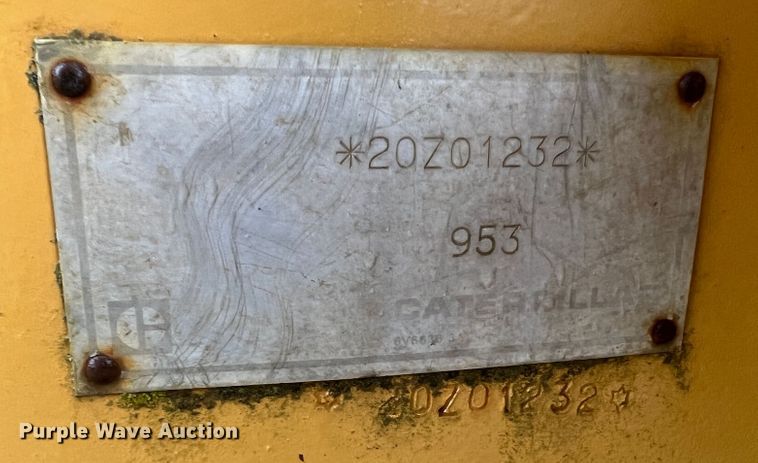 *20Z01232*
953
CATERPILLAR
*20Z01232*
Purple Wave Auction